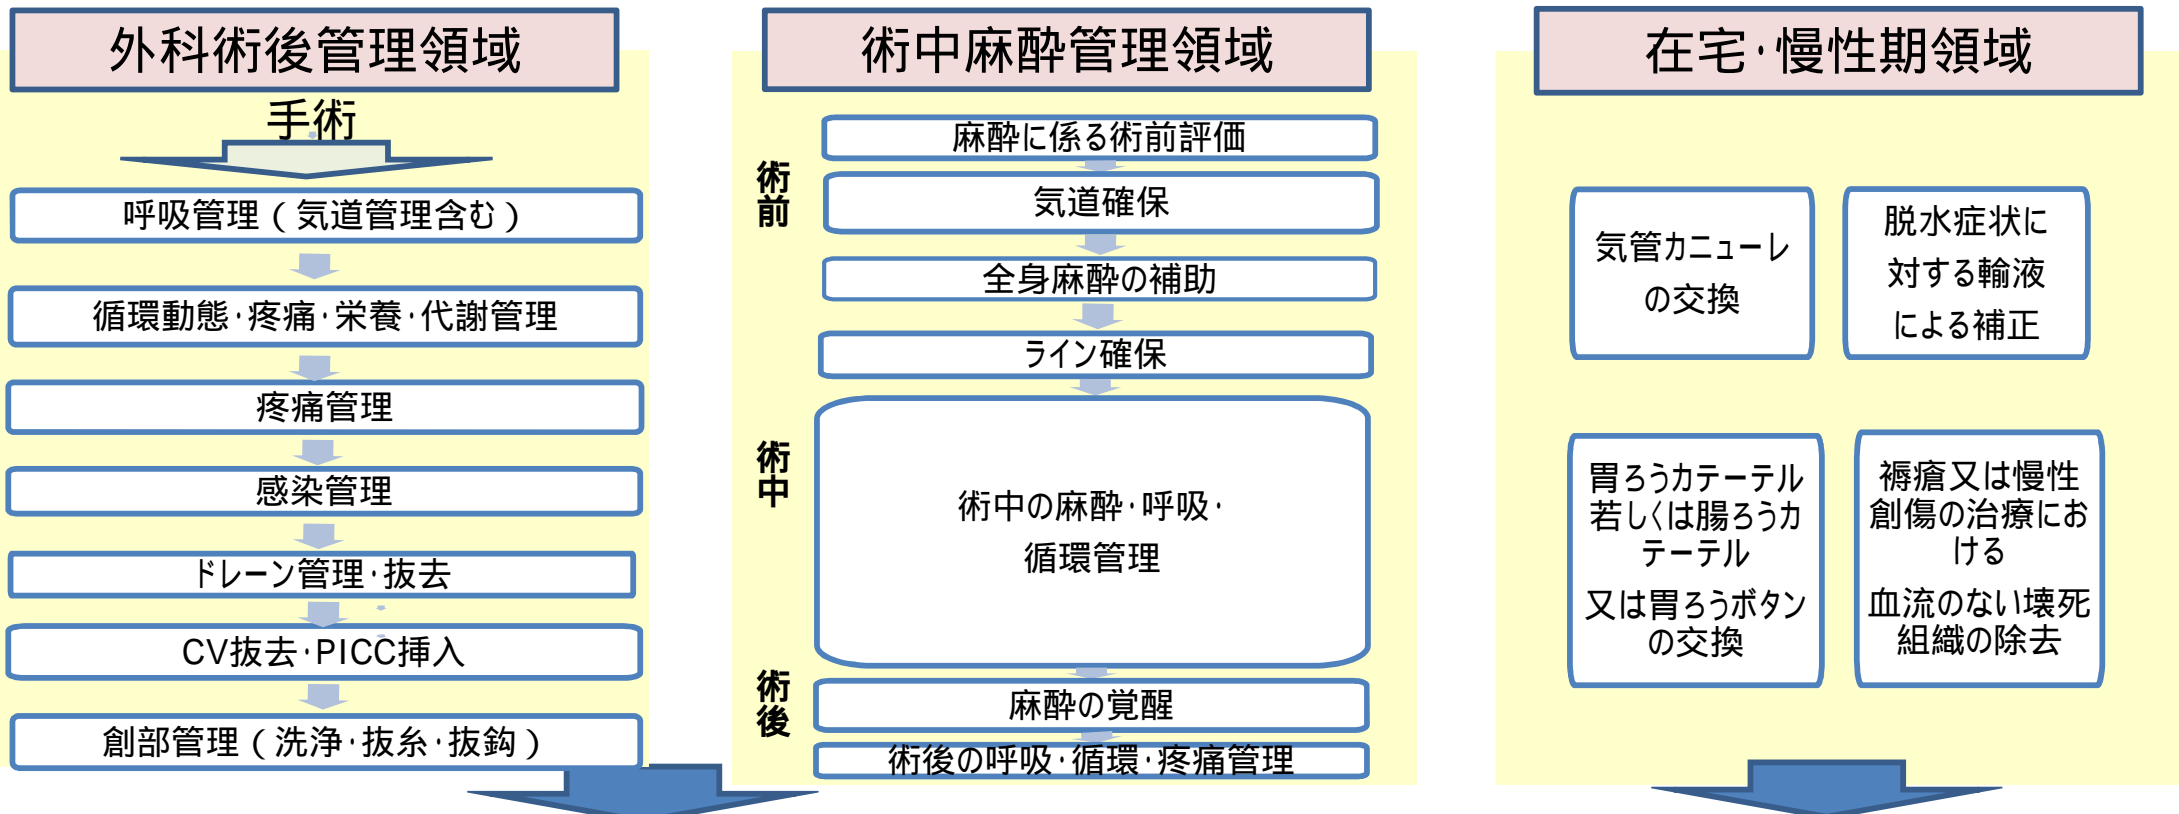 外科術後管理領域
手術
呼吸管理（気道管理含む）
循環動態・疼痛・栄養・代謝管理
疼痛管理
感染管理
ドレーン管理・抜去
CV抜去・PICC挿入
創部管理（洗浄・抜糸・抜鈎）
術中麻酔管理領域
術前
麻酔に係る術前評価
気道確保
全身麻酔の補助
ライン確保
術中
術中の麻酔・呼吸・
循環管理
術後
麻酔の覚醒
術後の呼吸・循環・疼痛管理
在宅・慢性期領域
気管カニューレ
の交換
脱水症状に
対する輸液
による補正
胃ろうカテーテル
若しくは腸ろうカ
テーテル
又は胃ろうボタン
の交換
褥瘡又は慢性
創傷の治療にお
ける
血流のない壊死
組織の除去